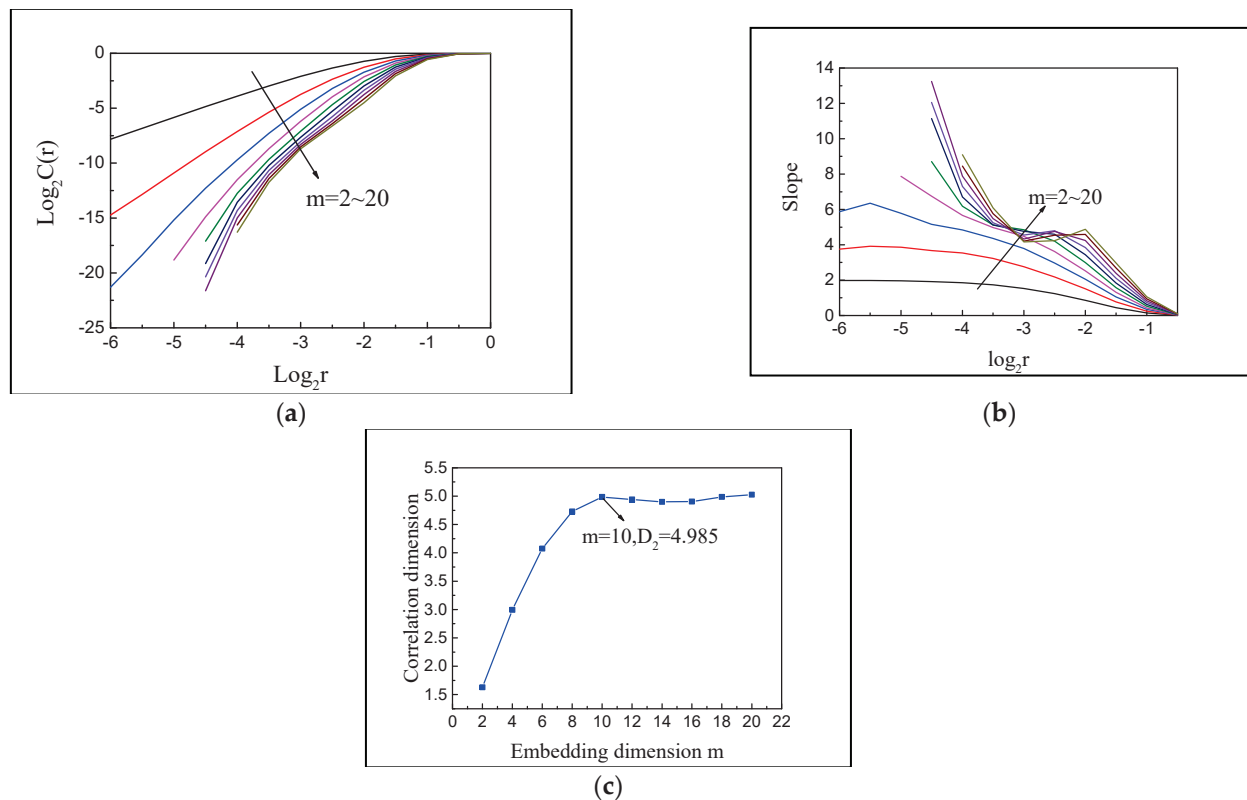 0
-5
-10
-15
-20
-25
-6 -5 -4 -3 -2 -1 0
Log₂C(r)
Log₂r
m=2~20
(a)
14
12
10
8
6
4
2
0
-6 -5 -4 -3 -2 -1
Slope
log₂r
m=2~20
(b)
5.5
5.0
4.5
4.0
3.5
3.0
2.5
2.0
1.5
0 2 4 6 8 10 12 14 16 18 20 22
Correlation dimension
Embedding dimension m
m=10,D₂=4.985
(c)